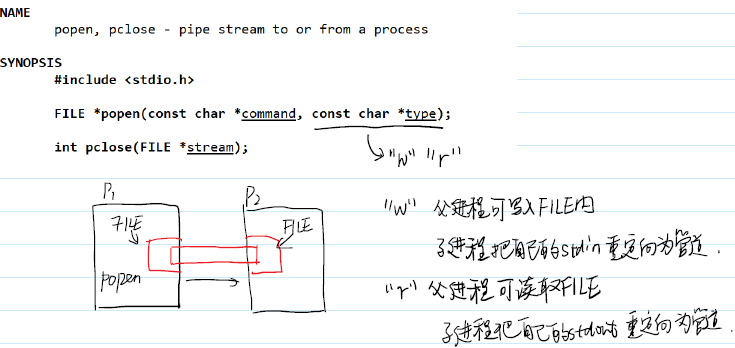 NAME
popen, pclose - pipe stream to or from a process
SYNOPSIS
#include <stdio.h>
FILE *popen(const char *command, const char *type);
int pclose(FILE *stream);
"w" "r"
P1
P2
FILE
FILE
popen
"w" 父进程可写入FILE内
子进程把自己的stdin重定向为管道.
"r" 父进程可读取FILE
子进程把自己的stdout重定向为管道.